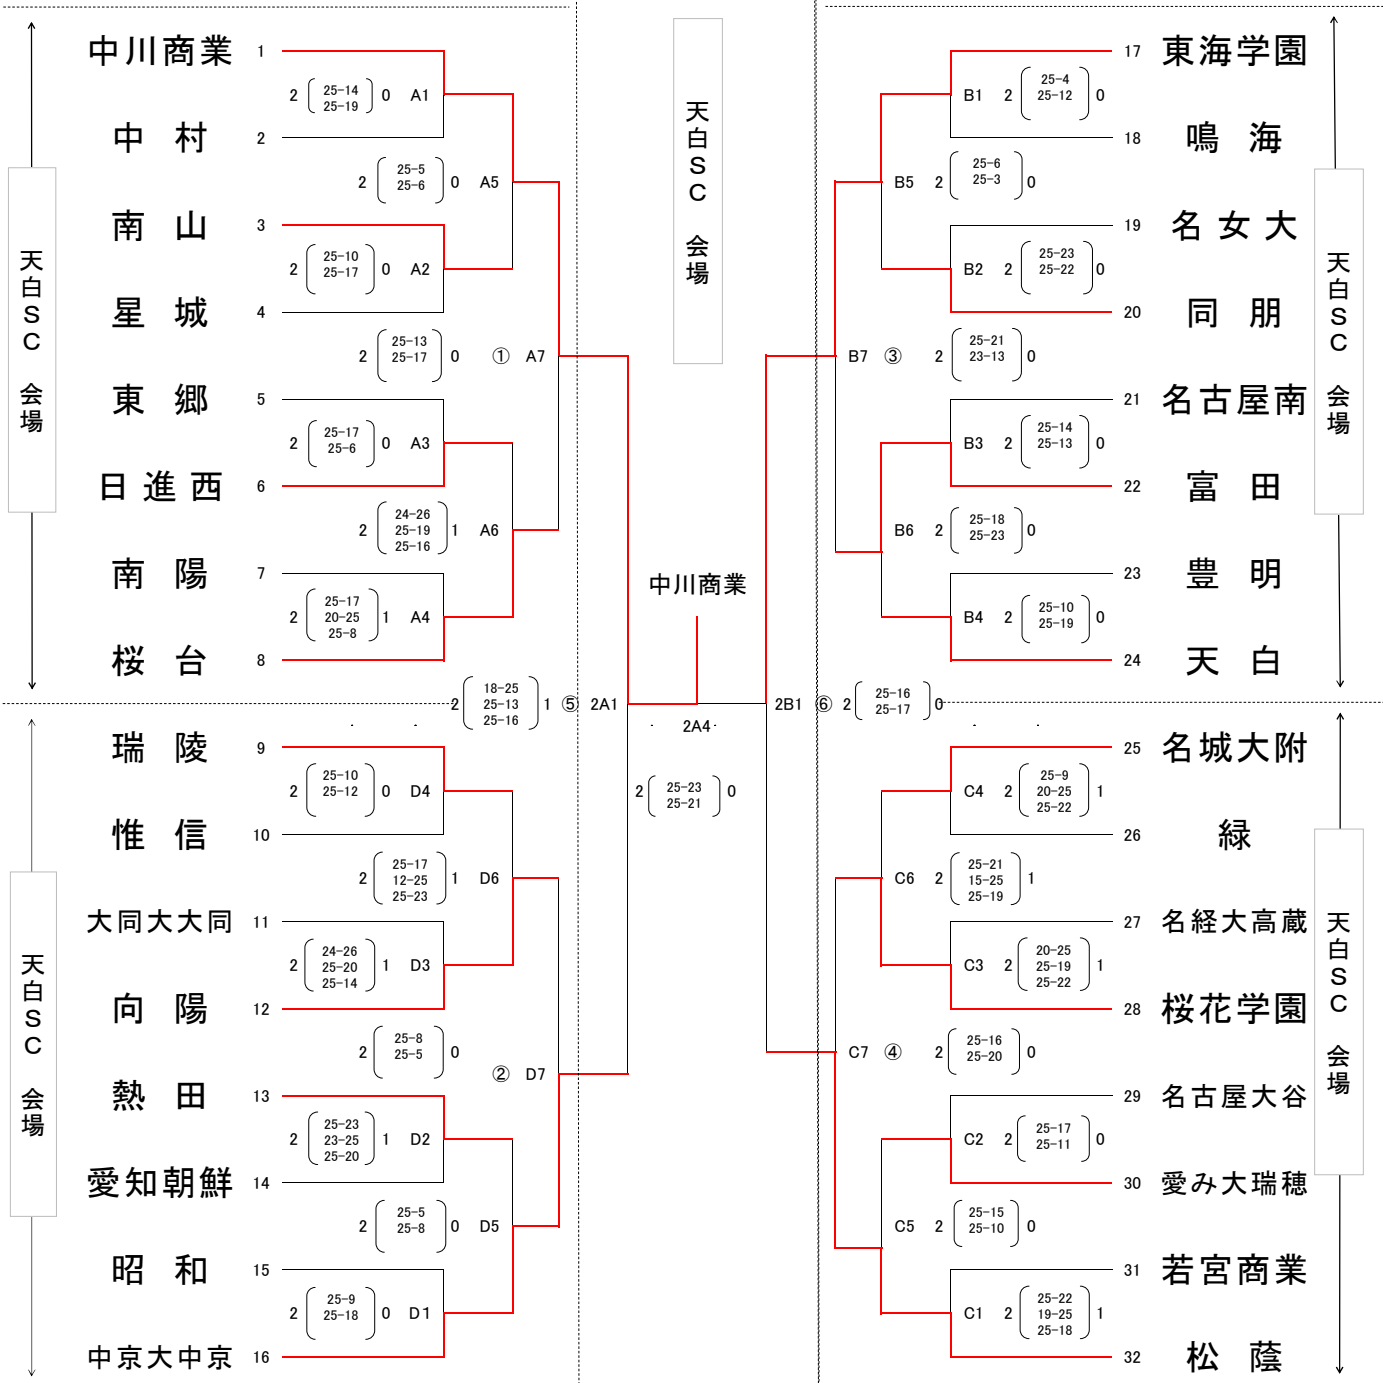 天白SC 会場
中川商業 1
2 25-14 0 A1
25-19
中 村 2
2 25-5 0 A5
25-6
南 山 3
2 25-10 0 A2
25-17
星 城 4
2 25-13 0 ① A7
25-17
東 郷 5
2 25-17 0 A3
25-6
日進西 6
2 24-26 1 A6
25-19
25-16
南 陽 7
2 25-17 1 A4
20-25
25-8
桜 台 8
天白SC 会場
2 18-25 1 ⑤ 2A1
25-13
25-16
瑞 陵 9
2 25-10 0 D4
25-12
惟 信 10
2 25-17 1 D6
12-25
25-23
大同大大同 11
2 24-26 1 D3
25-20
25-14
向 陽 12
2 25-8 0
25-5
② D7
熱 田 13
2 25-23 1 D2
23-25
25-20
愛知朝鮮 14
2 25-5 0 D5
25-8
昭 和 15
2 25-9 0 D1
25-18
中京大中京 16
天白SC 会場
天白SC 会場
中川商業
2A4
2 25-23 0
25-21
17 東海学園
B1 2 25-4 0
25-12
18 鳴 海
B5 2 25-6 0
25-3
19 名女大
B2 2 25-23 0
25-22
20 同 朋
B7 ③ 2 25-21 0
23-13
21 名古屋南
B3 2 25-14 0
25-13
22 富 田
B6 2 25-18 0
25-23
23 豊 明
B4 2 25-10 0
25-19
24 天 白
天白SC 会場
2B1 ⑥ 2 25-16 0
25-17
25 名城大附
C4 2 25-9 1
20-25
25-22
26 緑
C6 2 25-21 1
15-25
25-19
27 名経大高蔵
C3 2 20-25 1
25-19
25-22
28 桜花学園
C7 ④ 2 25-16 0
25-20
29 名古屋大谷
C2 2 25-17 0
25-11
30 愛み大瑞穂
C5 2 25-15 0
25-10
31 若宮商業
C1 2 25-22 1
19-25
25-18
32 松 蔭